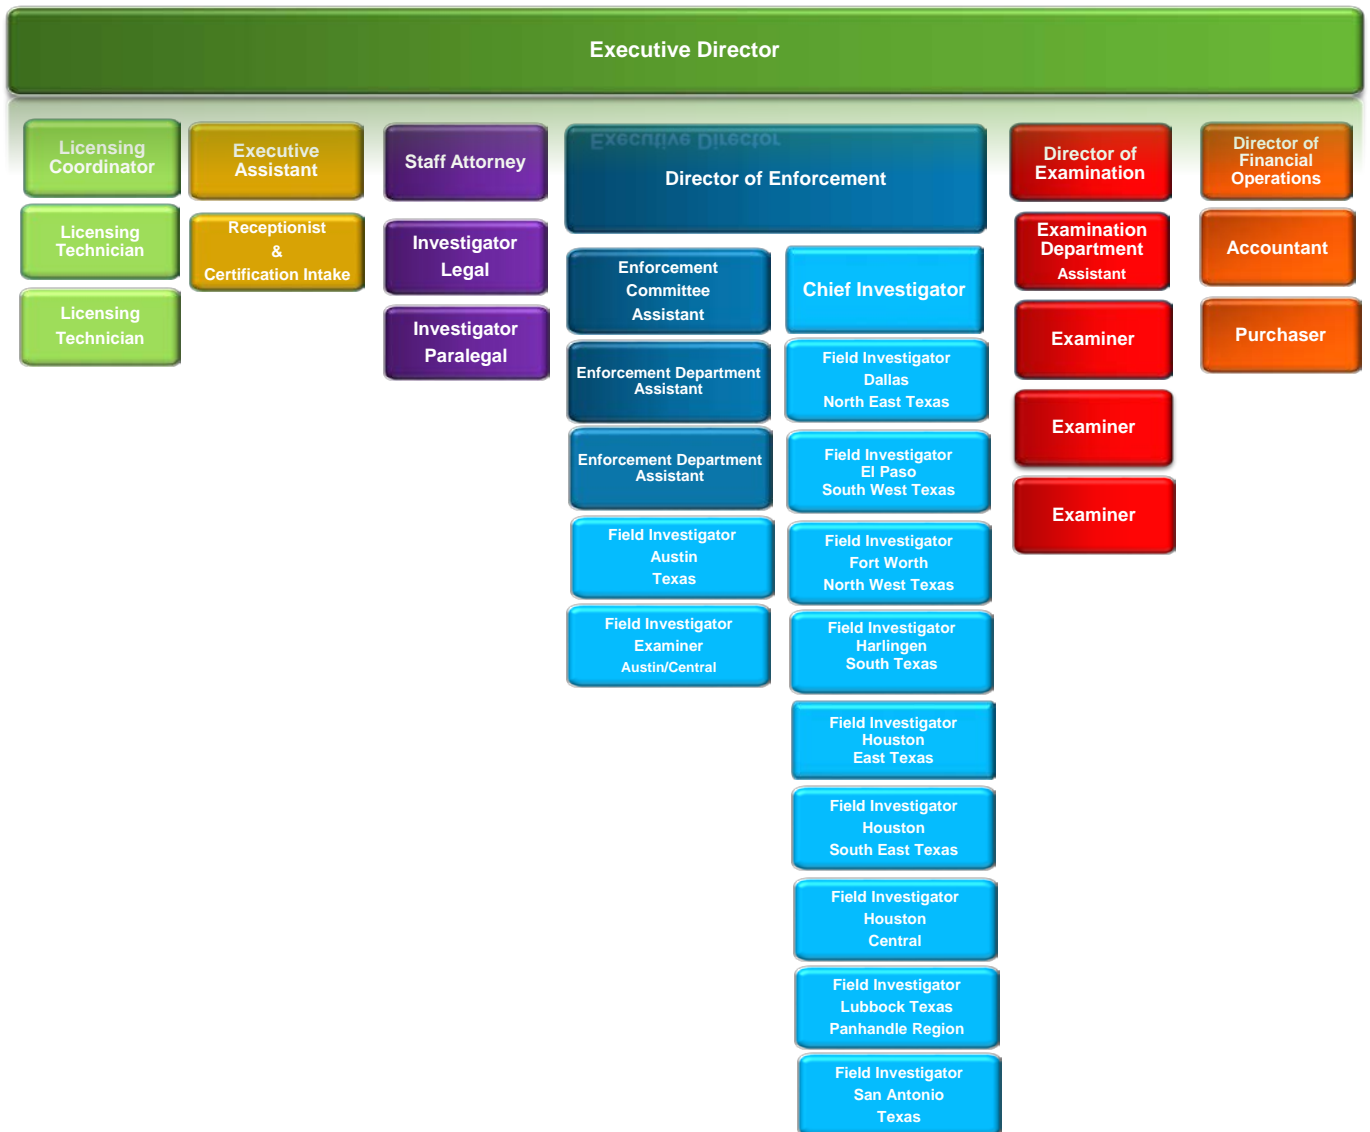 Executive Director
Licensing
Coordinator
Licensing
Technician
Licensing
Technician
Executive
Assistant
Receptionist
&
Certification Intake
Staff Attorney
Investigator
Legal
Investigator
Paralegal
Executive Director
Director of Enforcement
Enforcement
Committee
Assistant
Enforcement Department
Assistant
Enforcement Department
Assistant
Field Investigator
Austin
Texas
Field Investigator
Examiner
Austin/Central
Chief Investigator
Field Investigator
Dallas
North East Texas
Field Investigator
El Paso
South West Texas
Field Investigator
Fort Worth
North West Texas
Field Investigator
Harlingen
South Texas
Field Investigator
Houston
East Texas
Field Investigator
Houston
South East Texas
Field Investigator
Houston
Central
Field Investigator
Lubbock Texas
Panhandle Region
Field Investigator
San Antonio
Texas
Director of
Examination
Examination
Department
Assistant
Examiner
Examiner
Examiner
Director of
Financial
Operations
Accountant
Purchaser